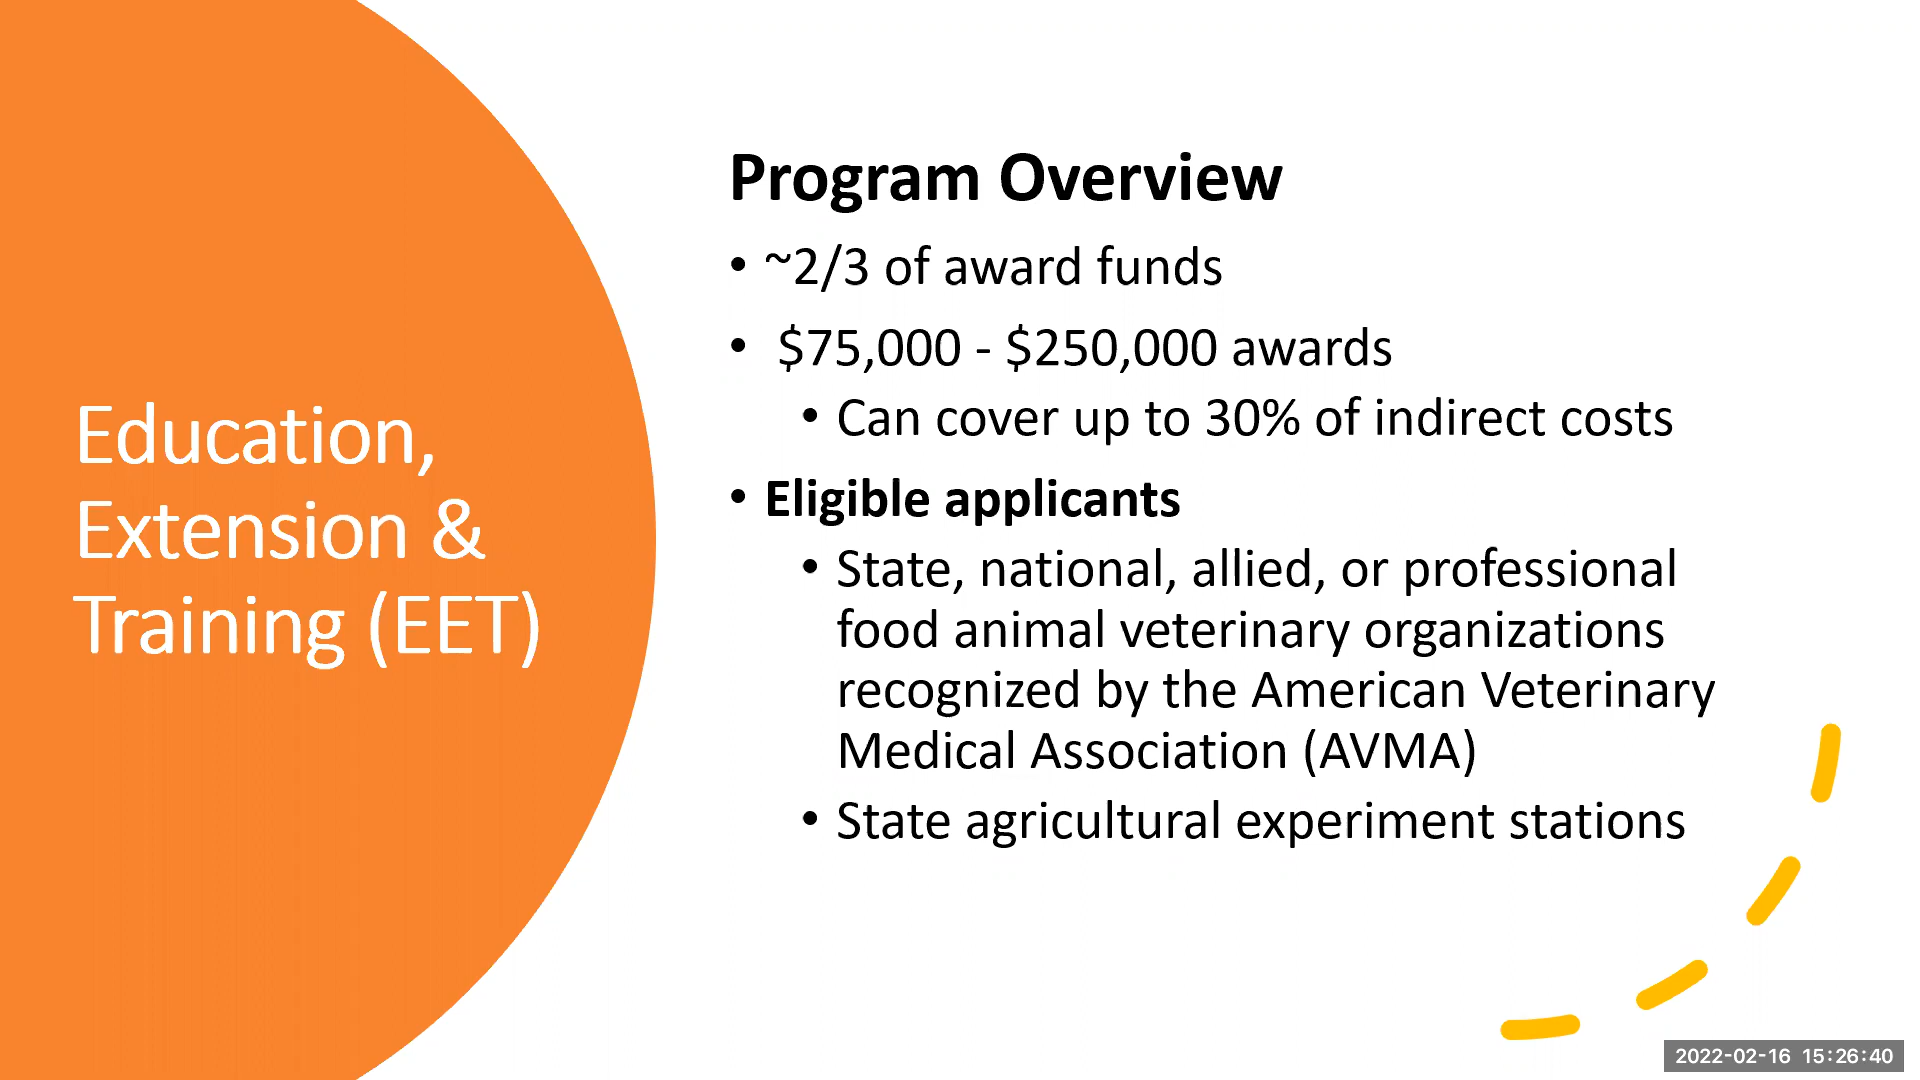 Education,
Extension &
Training (EET)
Program Overview
• ~2/3 of award funds
• $75,000 - $250,000 awards
• Can cover up to 30% of indirect costs
• Eligible applicants
• State, national, allied, or professional
food animal veterinary organizations
recognized by the American Veterinary
Medical Association (AVMA)
• State agricultural experiment stations
2022-02-16 15:26:40